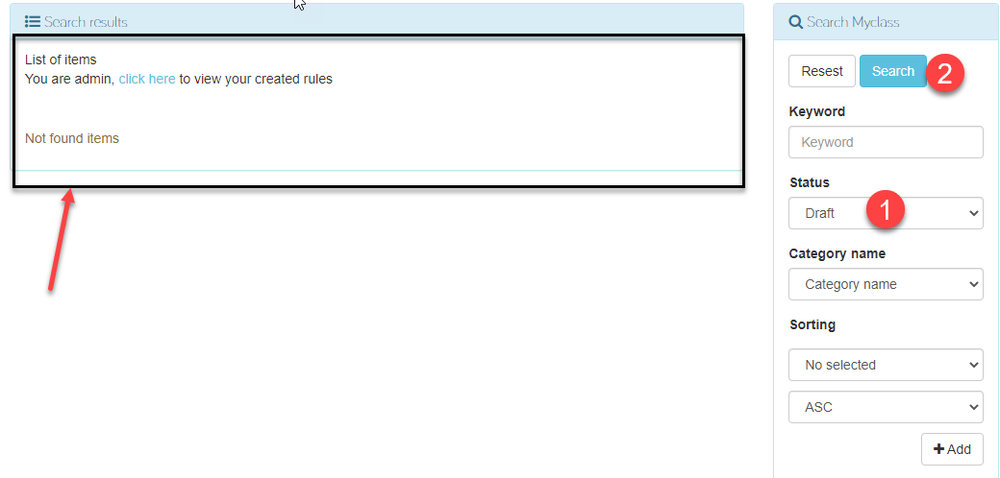 Search results
List of items
You are admin, click here to view your created rules
Not found items
Search Myclass
Resest
Search
2
Keyword
Keyword
Status
Draft
1
Category name
Category name
Sorting
No selected
ASC
Add